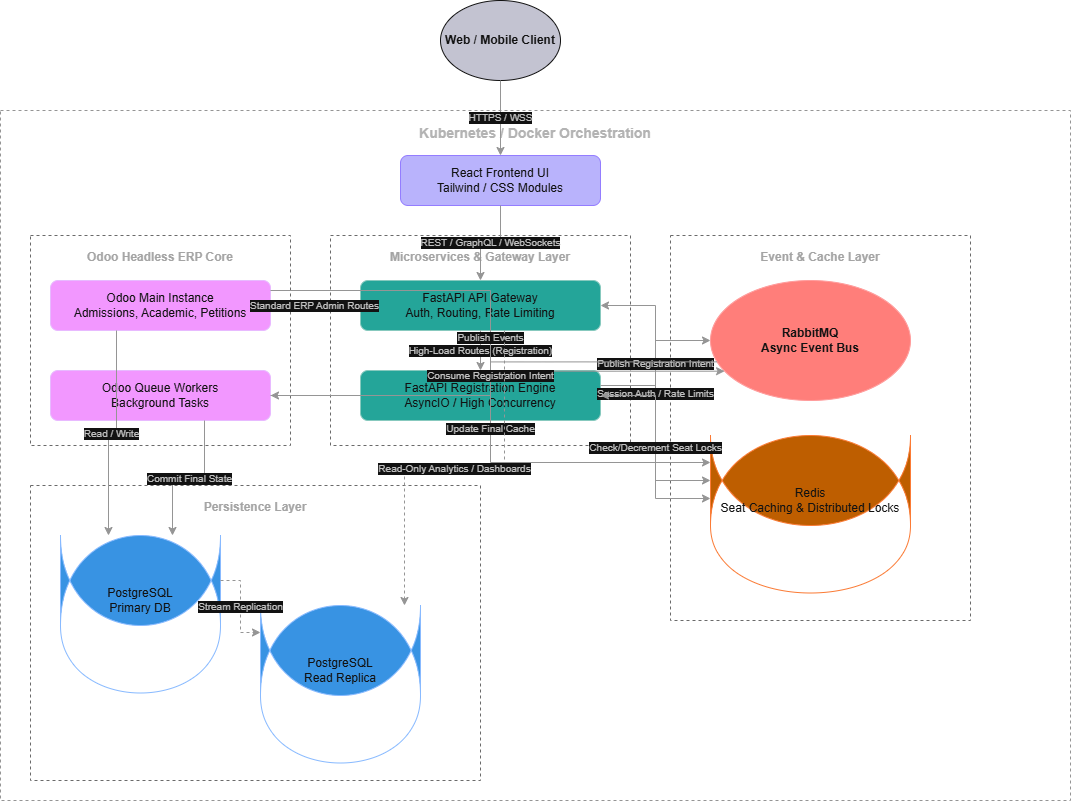 Web / Mobile Client
HTTPS / WSS
Kubernetes / Docker Orchestration
React Frontend UI
Tailwind / CSS Modules
REST / GraphQL / WebSockets
Odoo Headless ERP Core
Microservices & Gateway Layer
Event & Cache Layer
Odoo Main Instance
Admissions, Academic, Petitions
Standard ERP Admin Routes
FastAPI API Gateway
Auth, Routing, Rate Limiting
RabbitMQ
Async Event Bus
Publish Events
High-Load Routes (Registration)
Publish Registration Intent
Consume Registration Intent
Odoo Queue Workers
Background Tasks
FastAPI Registration Engine
AsyncIO / High Concurrency
Session Auth / Rate Limits
Read / Write
Update Final Cache
Check/Decrement Seat Locks
Read-Only Analytics / Dashboards
Commit Final State
Redis
Seat Caching & Distributed Locks
Persistence Layer
PostgreSQL
Primary DB
Stream Replication
PostgreSQL
Read Replica